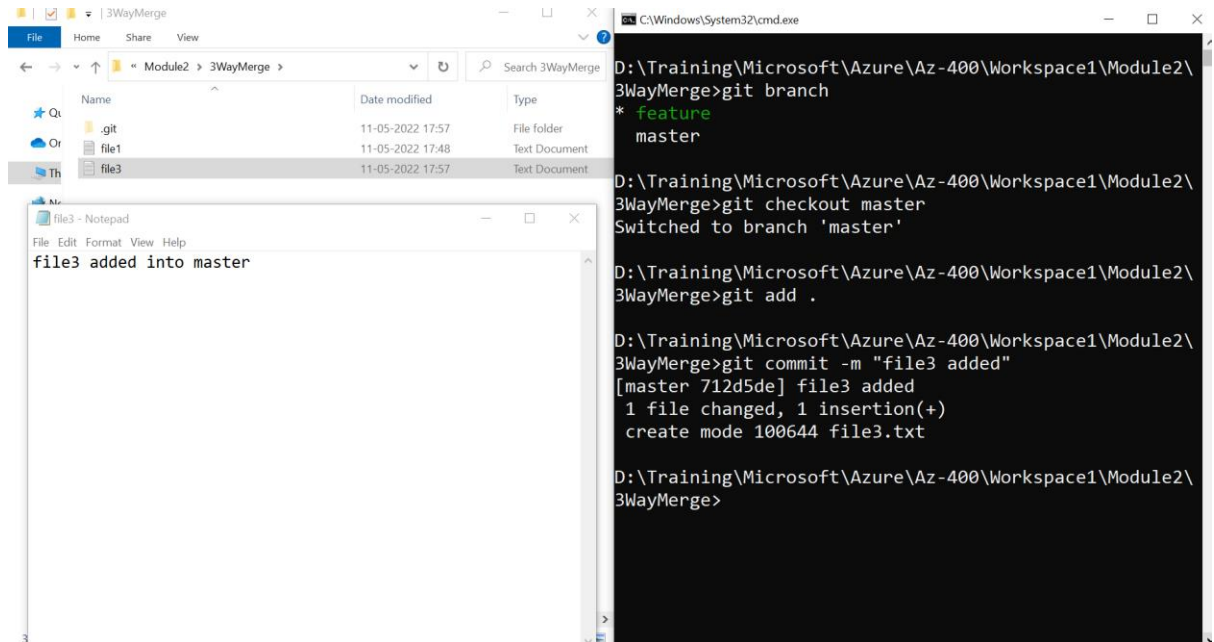 3WayMerge
File Home Share View
« Module2 > 3WayMerge >
Search 3WayMerge
Name Date modified Type
.git 11-05-2022 17:57 File folder
file1 11-05-2022 17:48 Text Document
file3 11-05-2022 17:57 Text Document
Qu
Or
Th
file3 - Notepad
File Edit Format View Help
file3 added into master
C:\Windows\System32\cmd.exe
D:\Training\Microsoft\Azure\Az-400\Workspace1\Module2\
3WayMerge>git branch
* feature
master
D:\Training\Microsoft\Azure\Az-400\Workspace1\Module2\
3WayMerge>git checkout master
Switched to branch 'master'
D:\Training\Microsoft\Azure\Az-400\Workspace1\Module2\
3WayMerge>git add .
D:\Training\Microsoft\Azure\Az-400\Workspace1\Module2\
3WayMerge>git commit -m "file3 added"
[master 712d5de] file3 added
1 file changed, 1 insertion(+)
create mode 100644 file3.txt
D:\Training\Microsoft\Azure\Az-400\Workspace1\Module2\
3WayMerge>